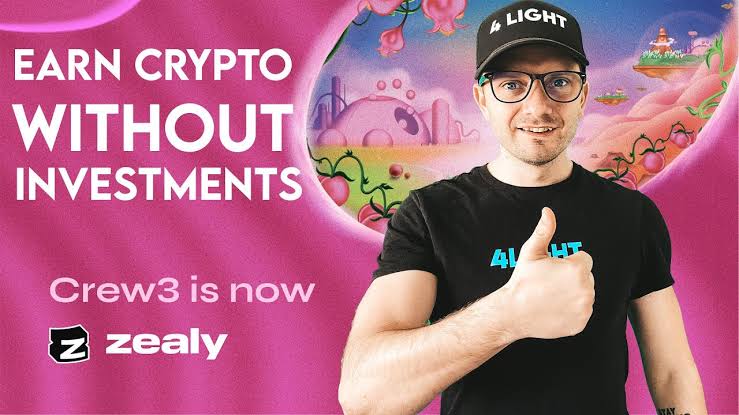 EARN CRYPTO
WITHOUT
INVESTMENTS
Crew3 is now
z zealy
4 LIGHT
4LIGHT